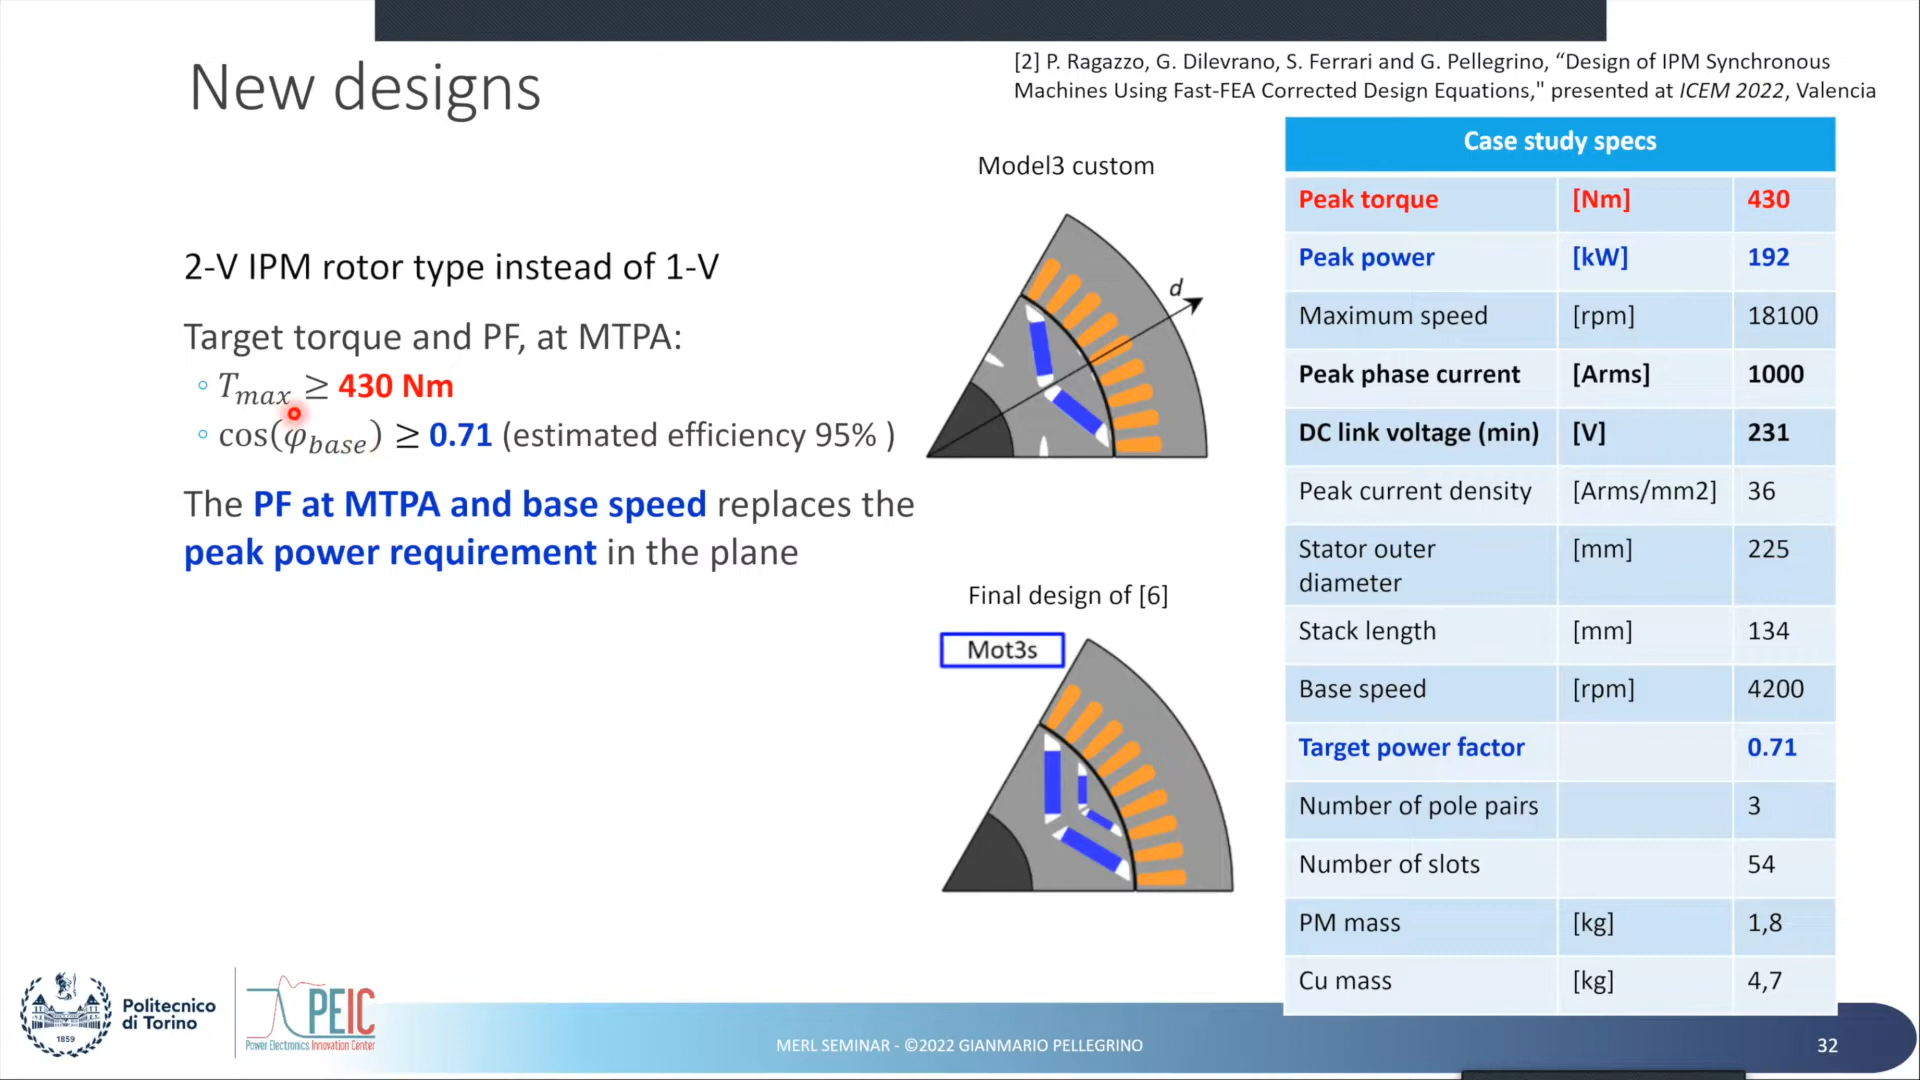 New designs
[2] P. Ragazzo, G. Dilevrano, S. Ferrari and G. Pellegrino, “Design of IPM Synchronous
Machines Using Fast-FEA Corrected Design Equations," presented at ICEM 2022, Valencia
2-V IPM rotor type instead of 1-V
Target torque and PF, at MTPA:
◦ T_max ≥ 430 Nm
◦ cos(φ_base) ≥ 0.71 (estimated efficiency 95% )
The PF at MTPA and base speed replaces the
peak power requirement in the plane
Model3 custom
d
Final design of [6]
Mot3s
Case study specs
Peak torque [Nm] 430
Peak power [kW] 192
Maximum speed [rpm] 18100
Peak phase current [Arms] 1000
DC link voltage (min) [V] 231
Peak current density [Arms/mm2] 36
Stator outer [mm] 225
diameter
Stack length [mm] 134
Base speed [rpm] 4200
Target power factor 0.71
Number of pole pairs 3
Number of slots 54
PM mass [kg] 1,8
Cu mass [kg] 4,7
1859
Politecnico
di Torino
PEIC
Power Electronics Innovation Center
MERL SEMINAR - ©2022 GIANMARIO PELLEGRINO
32